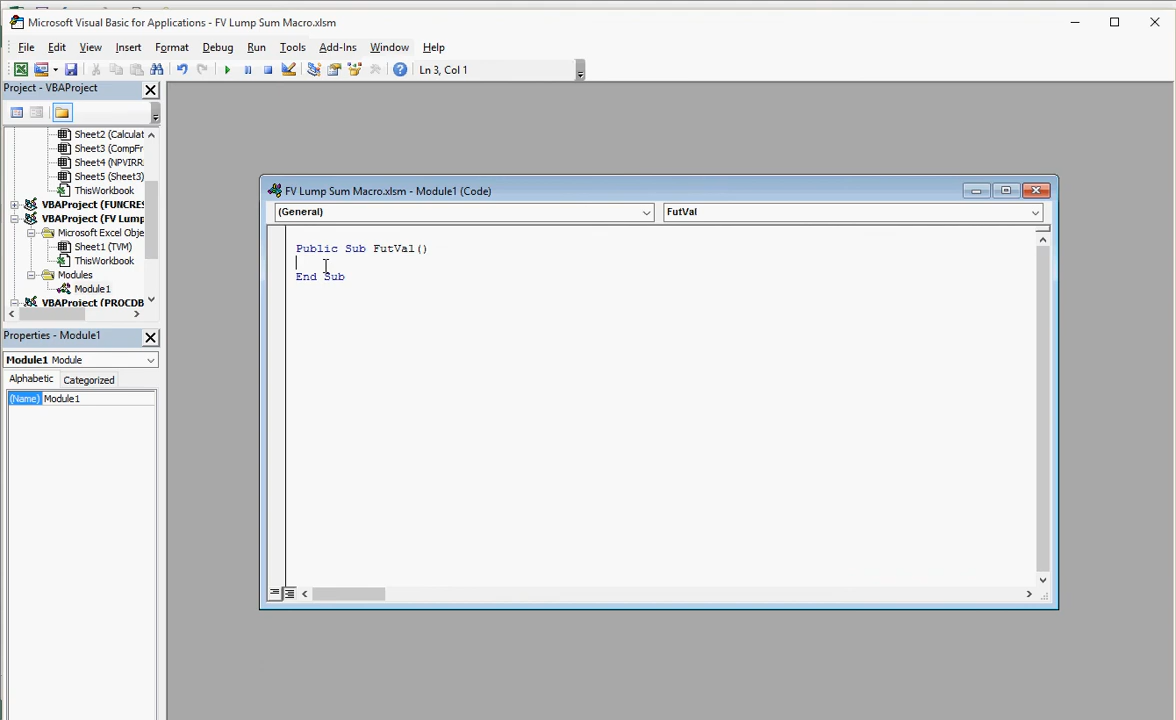 Microsoft Visual Basic for Applications - FV Lump Sum Macro.xlsm
File Edit View Insert Format Debug Run Tools Add-Ins Window Help
Ln 3, Col 1
Project - VBAProject
Sheet2 (Calculat
Sheet3 (CompFr
Sheet4 (NPVIRR
Sheet5 (Sheet3)
ThisWorkbook
VBAProject (FUNCRES
VBAProject (FV Lump
Microsoft Excel Obje
Sheet1 (TVM)
ThisWorkbook
Modules
Module1
VBAProject (PROCDB
Properties - Module1
Module1 Module
Alphabetic Categorized
(Name) Module1
FV Lump Sum Macro.xlsm - Module1 (Code)
(General) FutVal
Public Sub FutVal()
End Sub